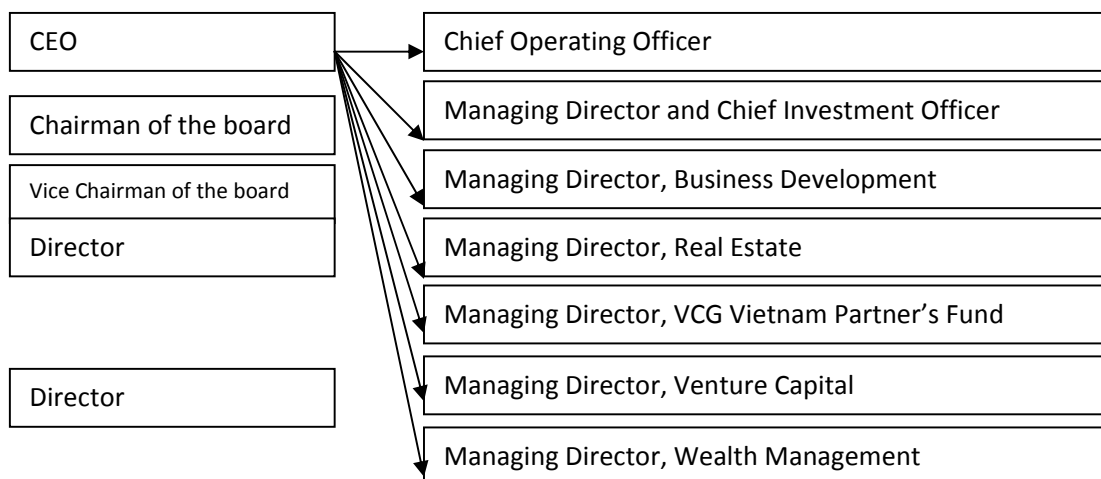 CEO
Chairman of the board
Vice Chairman of the board
Director
Director
Chief Operating Officer
Managing Director and Chief Investment Officer
Managing Director, Business Development
Managing Director, Real Estate
Managing Director, VCG Vietnam Partner’s Fund
Managing Director, Venture Capital
Managing Director, Wealth Management